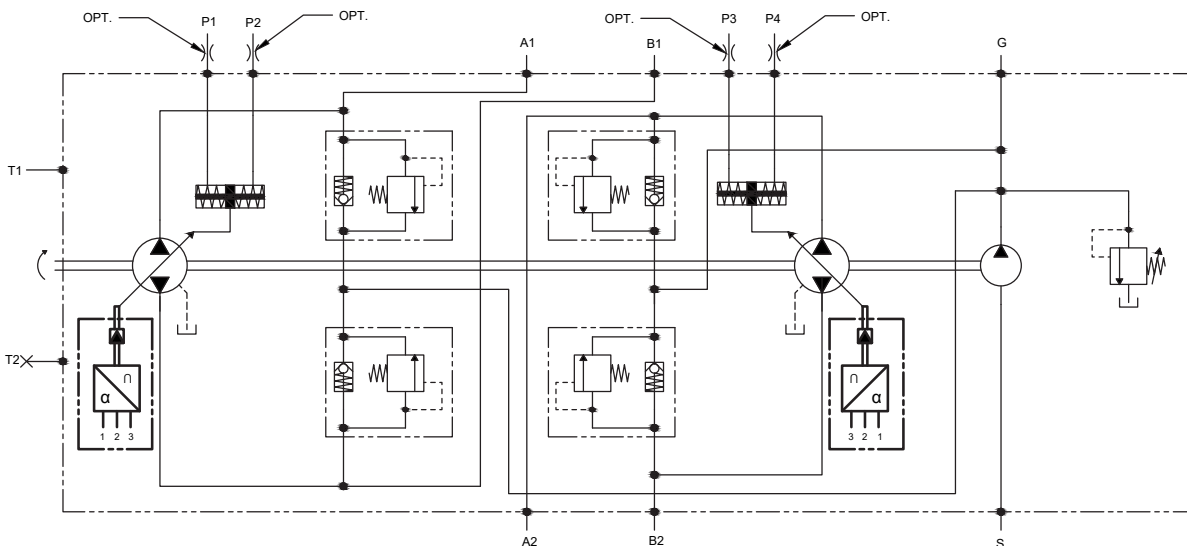 OPT. P1 P2 OPT. A1 B1 OPT. P3 P4 OPT. G
T1
T2
∩ ∩
α α
1 2 3 3 2 1
A2 B2 S